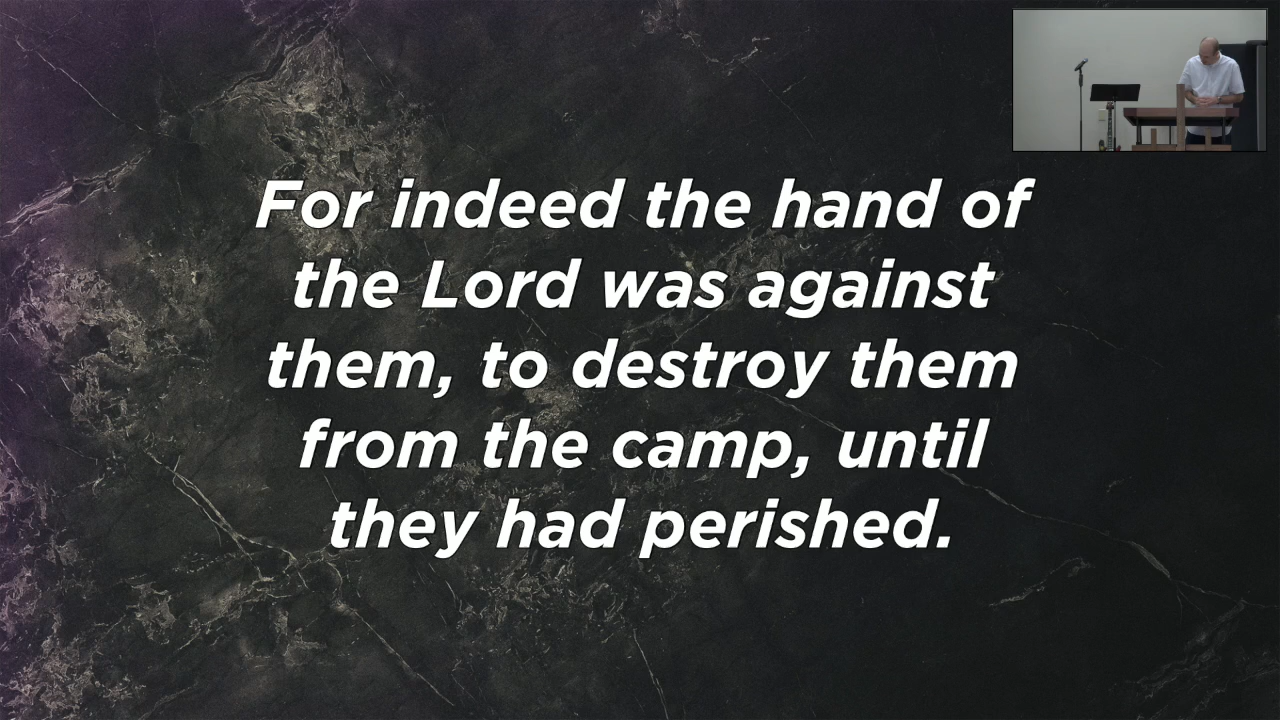 For indeed the hand of
the Lord was against
them, to destroy them
from the camp, until
they had perished.